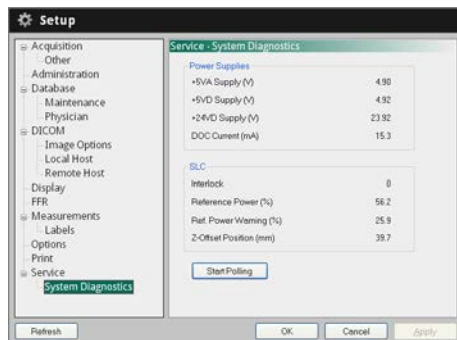 Setup
Acquisition
Other
Administration
Database
Maintenance
Physician
DICOM
Image Options
Local Host
Remote Host
Display
FFR
Measurements
Labels
Options
Print
Service
System Diagnostics
Service - System Diagnostics
Power Supplies
+5VA Supply (V) 4.90
+5VD Supply (V) 4.92
+24VD Supply (V) 23.92
DOC Current (mA) 15.3
SLC
Interlock 0
Reference Power (%) 56.2
Ref. Power Warning (%) 25.9
Z-Offset Position (mm) 39.7
Start Polling
Refresh
OK
Cancel
Apply